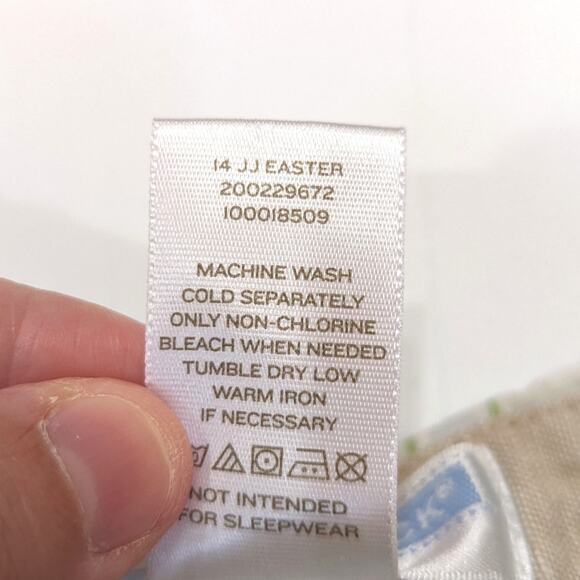 14 JJ EASTER
200229672
100018509
MACHINE WASH
COLD SEPARATELY
ONLY NON-CHLORINE
BLEACH WHEN NEEDED
TUMBLE DRY LOW
WARM IRON
IF NECESSARY
NOT INTENDED
FOR SLEEPWEAR